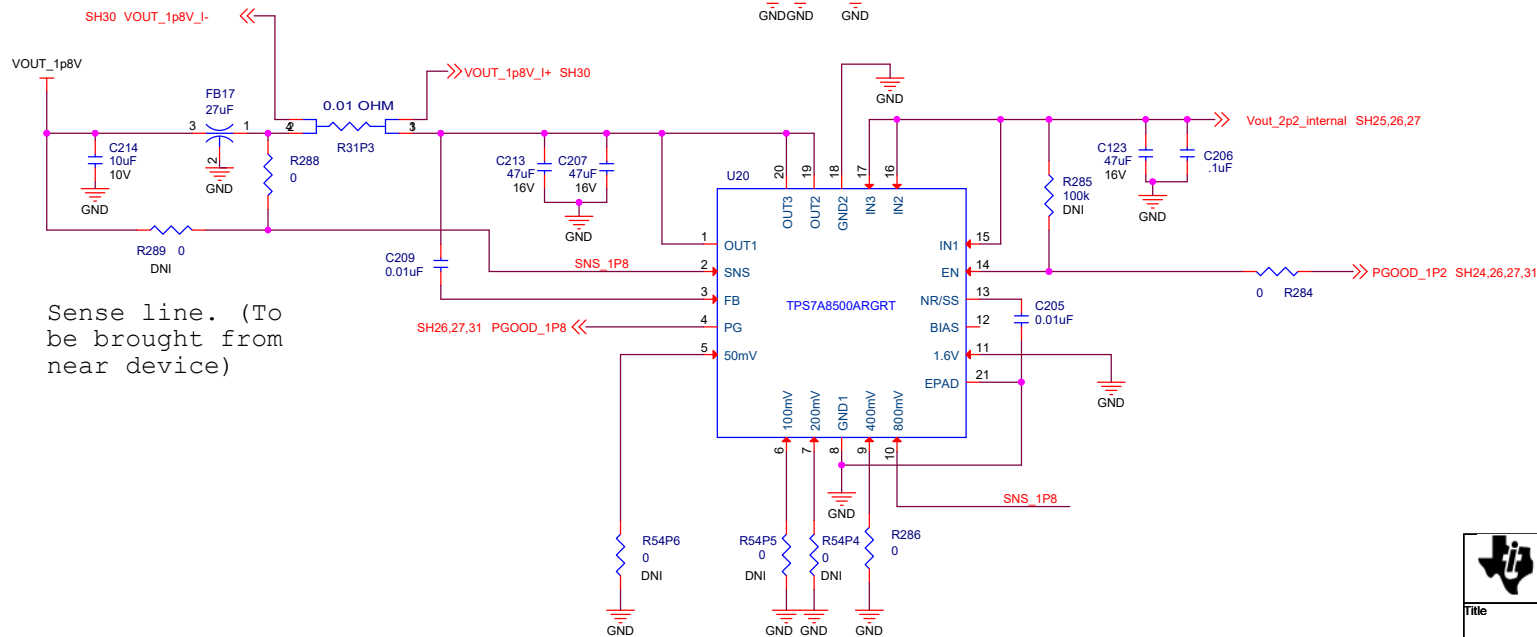 SH30 VOUT_1p8V_I-
GND GND
GND
VOUT_1p8V
VOUT_1p8V_I+ SH30
FB17
27uF
0.01 OHM
3
1
2
4
2
1
3
R31P3
GND
C214
10uF
10V
GND
R288
0
C213
47uF
16V
C207
47uF
16V
GND
GND
Vout_2p2_internal SH25,26,27
C123
47uF
16V
C206
.1uF
GND
R285
100k
DNI
U20
20
19
18
17
16
OUT3
OUT2
GND2
IN3
IN2
R289 0
DNI
C209
0.01uF
SNS_1P8
1
OUT1
2
SNS
3
FB
4
PG
5
50mV
SH26,27,31 PGOOD_1P8
TPS7A8500ARGRT
IN1
15
EN
14
NR/SS
13
BIAS
12
1.6V
11
EPAD
21
C205
0.01uF
0 R284
PGOOD_1P2 SH24,26,27,31
GND
Sense line. (To
be brought from
near device)
100mV
200mV
GND1
400mV
800mV
6
7
8
9
10
GND
SNS_1P8
R54P6
0
DNI
R54P5
0
DNI
R54P4
0
DNI
R286
0
GND
GND
GND
GND
Title